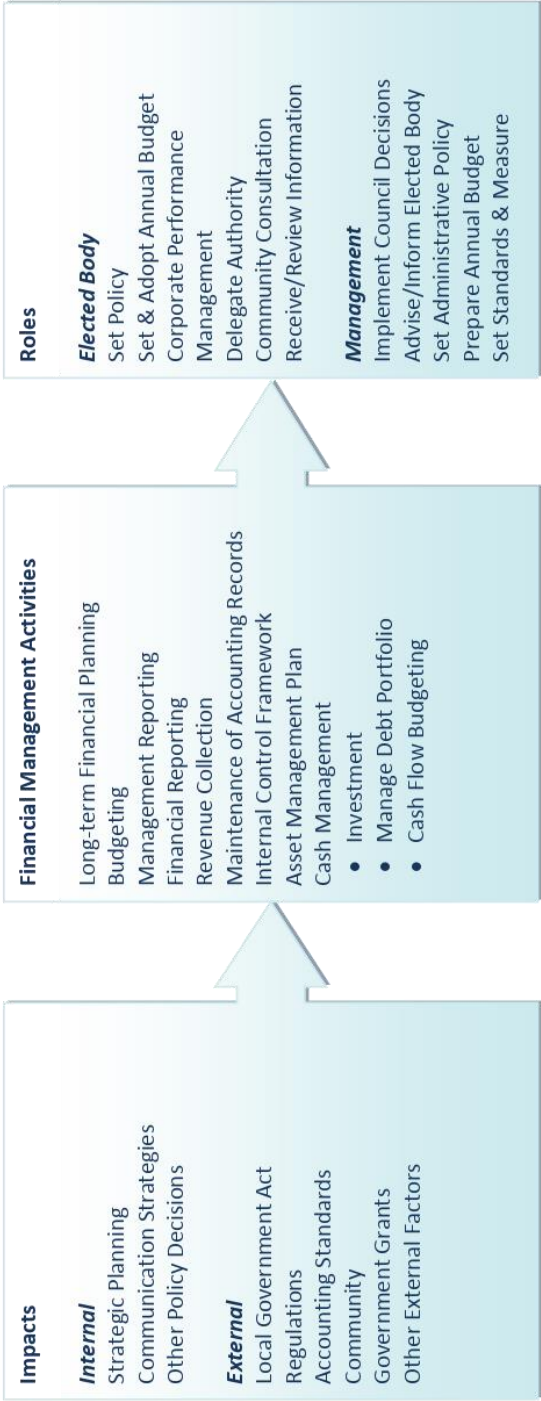 Impacts
Internal
Strategic Planning
Communication Strategies
Other Policy Decisions
External
Local Government Act
Regulations
Accounting Standards
Community
Government Grants
Other External Factors
Financial Management Activities
Long-term Financial Planning
Budgeting
Management Reporting
Financial Reporting
Revenue Collection
Maintenance of Accounting Records
Internal Control Framework
Asset Management Plan
Cash Management
• Investment
• Manage Debt Portfolio
• Cash Flow Budgeting
Roles
Elected Body
Set Policy
Set & Adopt Annual Budget
Corporate Performance
Management
Delegate Authority
Community Consultation
Receive/Review Information
Management
Implement Council Decisions
Advise/Inform Elected Body
Set Administrative Policy
Prepare Annual Budget
Set Standards & Measure